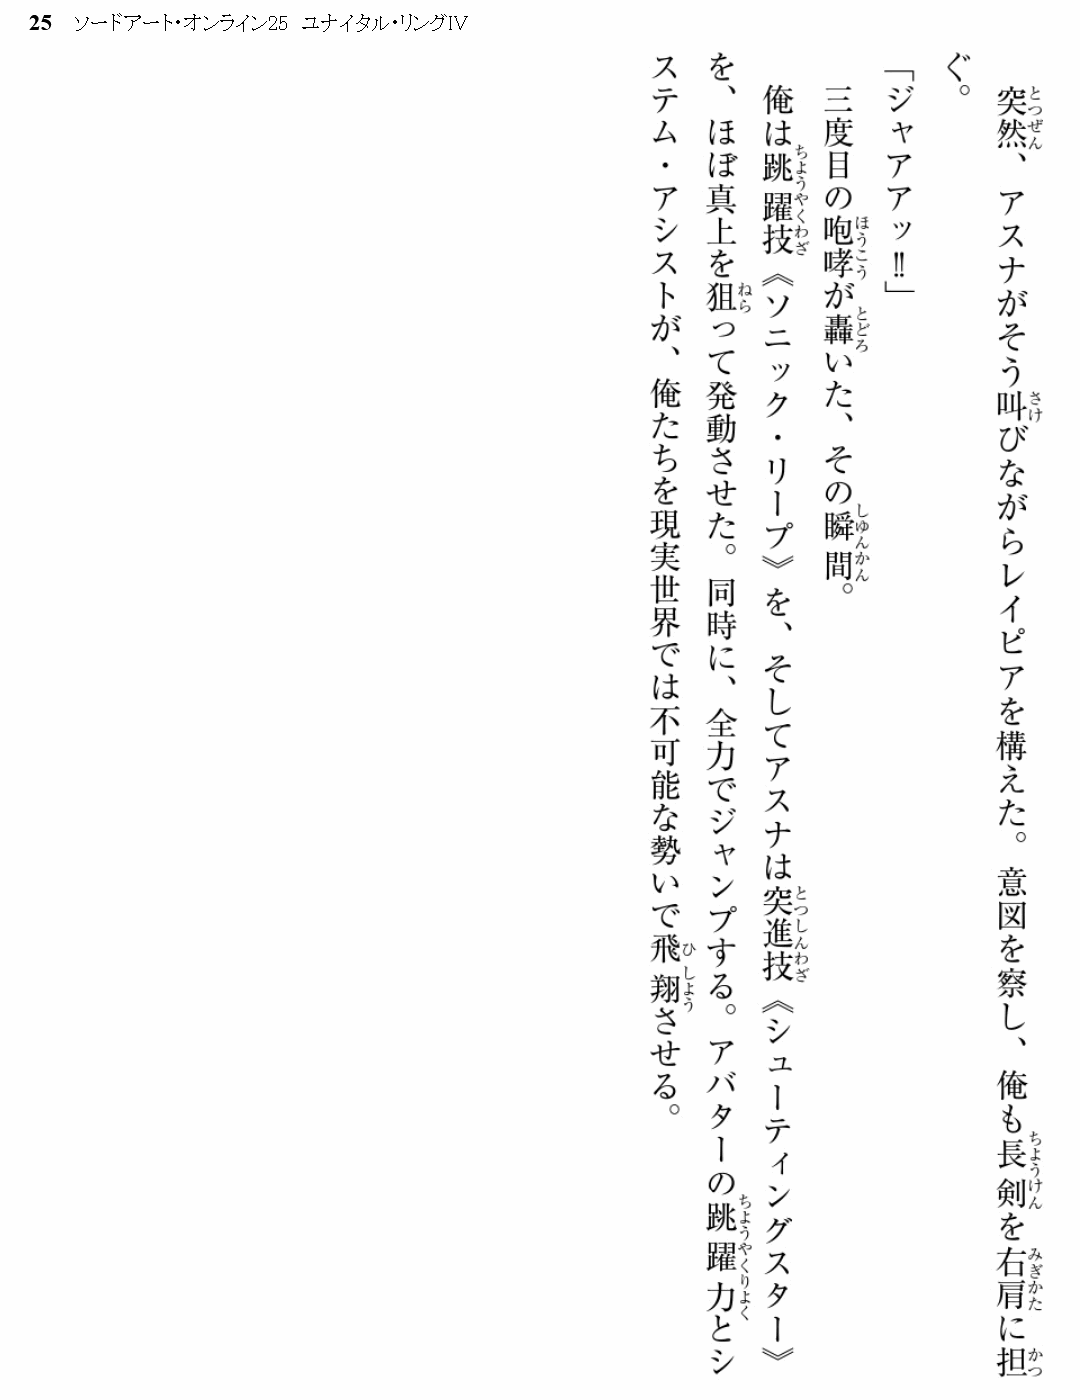 25 ソードアート・オンライン25 ユナイタル・リングIV
突然、アスナがそう叫びながらレイピアを構えた。意図を察し、俺も長剣を右肩に担
ぐ。
「ジャアアッ‼」
三度目の咆哮が轟いた、その瞬間。
俺は跳躍技《ソニック・リープ》を、そしてアスナは突進技《シューティングスター》
を、ほぼ真上を狙って発動させた。同時に、全力でジャンプする。アバターの跳躍力とシ
ステム・アシストが、俺たちを現実世界では不可能な勢いで飛翔させる。